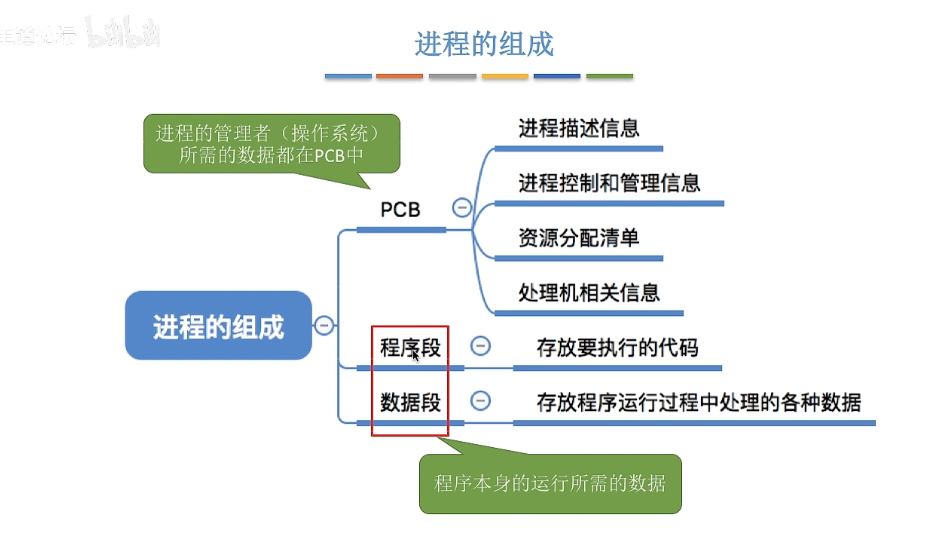 bilibili
进程的组成
进程的管理者（操作系统）
所需的数据都在PCB中
进程描述信息
进程控制和管理信息
PCB
资源分配清单
处理机相关信息
进程的组成
程序段
存放要执行的代码
数据段
存放程序运行过程中处理的各种数据
程序本身的运行所需的数据